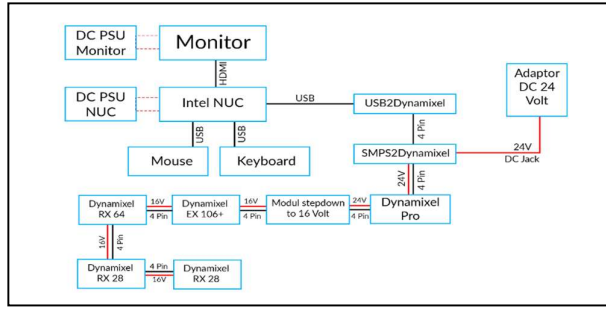 DC PSU
Monitor
Monitor
HDMI
DC PSU
NUC
Intel NUC
USB
USB2Dynamixel
Adaptor
DC 24
Volt
USB
USB
4 Pin
Mouse
Keyboard
SMPS2Dynamixel
24V
DC Jack
24V
4 Pin
Dynamixel
RX 64
16V
4 Pin
Dynamixel
EX 106+
16V
4 Pin
Modul stepdown
to 16 Volt
24V
4 Pin
Dynamixel
Pro
16V
4 Pin
Dynamixel
RX 28
4 Pin
16V
Dynamixel
RX 28